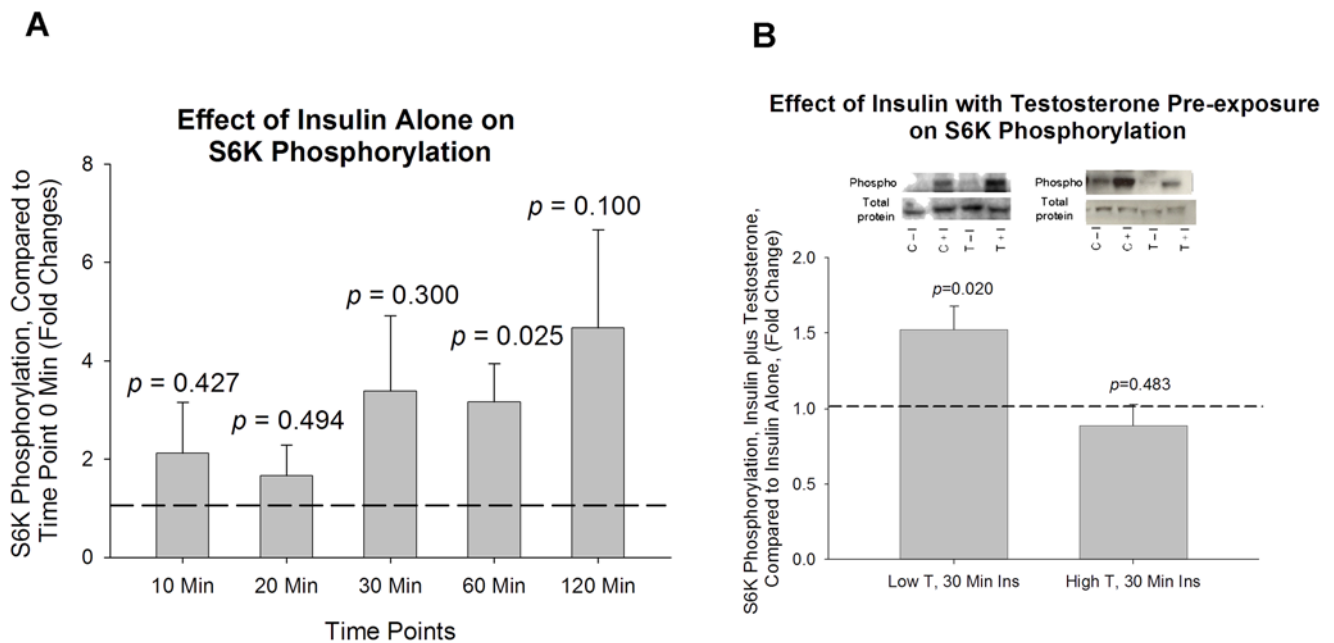 A
Effect of Insulin Alone on
S6K Phosphorylation
S6K Phosphorylation, Compared to
Time Point 0 Min (Fold Changes)
8
6
4
2
0
p = 0.427
p = 0.494
p = 0.300
p = 0.025
p = 0.100
10 Min
20 Min
30 Min
60 Min
120 Min
Time Points
B
Effect of Insulin with Testosterone Pre-exposure
on S6K Phosphorylation
Phospho
Total
protein
C – I
C + I
T – I
T + I
Phospho
Total
protein
C – I
C + I
T – I
T + I
S6K Phosphorylation, Insulin plus Testosterone,
Compared to Insulin Alone, (Fold Change)
2.0
1.5
1.0
0.5
0.0
p=0.020
p=0.483
Low T, 30 Min Ins
High T, 30 Min Ins